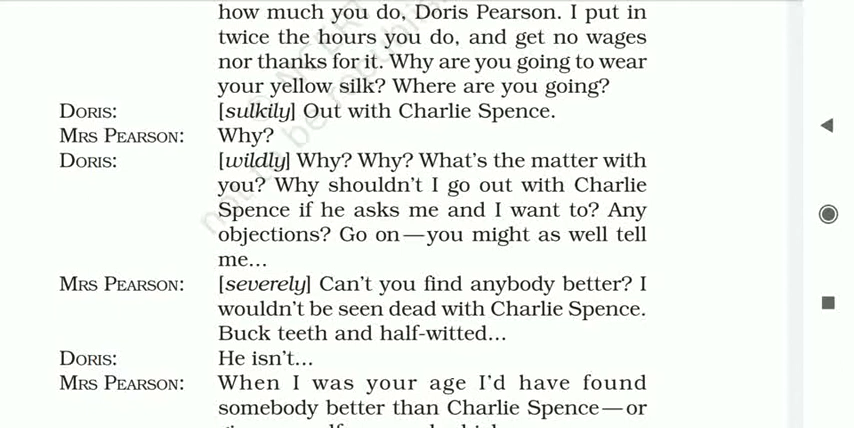 how much you do, Doris Pearson. I put in
twice the hours you do, and get no wages
nor thanks for it. Why are you going to wear
your yellow silk? Where are you going?
DORIS: [sulkily] Out with Charlie Spence.
MRS PEARSON: Why?
DORIS: [wildly] Why? Why? What's the matter with
you? Why shouldn't I go out with Charlie
Spence if he asks me and I want to? Any
objections? Go on—you might as well tell
me...
MRS PEARSON: [severely] Can't you find anybody better? I
wouldn't be seen dead with Charlie Spence.
Buck teeth and half-witted...
DORIS: He isn't...
MRS PEARSON: When I was your age I'd have found
somebody better than Charlie Spence—or
not to be republis